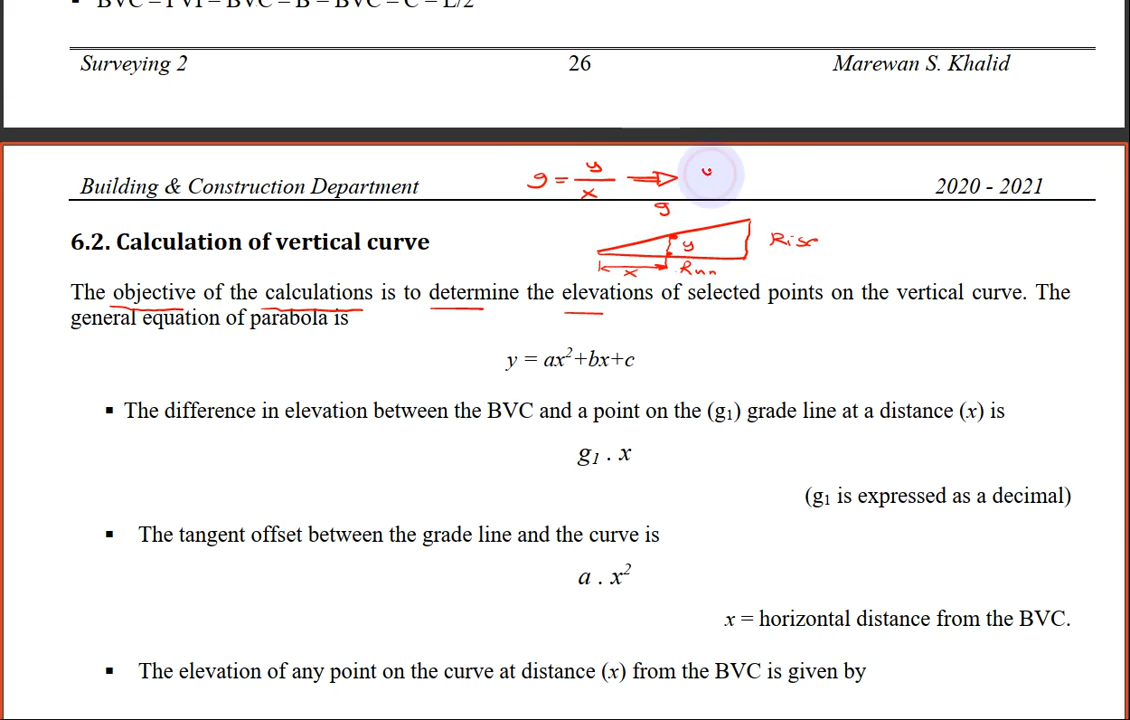 Surveying 2 26 Marewan S. Khalid
g = y/x →
Building & Construction Department 2020 - 2021
g
6.2. Calculation of vertical curve y Rise
x Run
The objective of the calculations is to determine the elevations of selected points on the vertical curve. The
general equation of parabola is
y = ax²+bx+c
▪ The difference in elevation between the BVC and a point on the (g₁) grade line at a distance (x) is
g₁ . x
(g₁ is expressed as a decimal)
▪ The tangent offset between the grade line and the curve is
a . x²
x = horizontal distance from the BVC.
▪ The elevation of any point on the curve at distance (x) from the BVC is given by